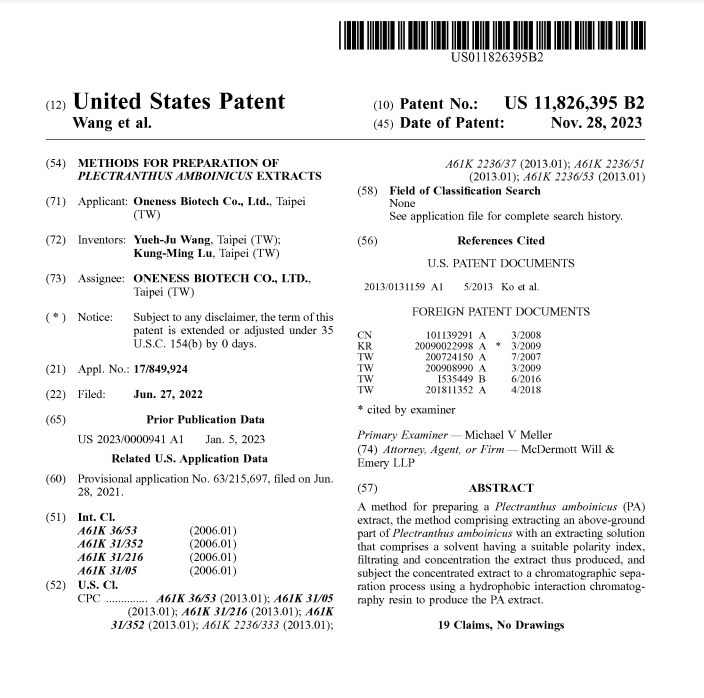 US011826395B2
(12) United States Patent
Wang et al.
(10) Patent No.: US 11,826,395 B2
(45) Date of Patent: Nov. 28, 2023
(54) METHODS FOR PREPARATION OF
PLECTRANTHUS AMBOINICUS EXTRACTS
(71) Applicant: Oneness Biotech Co., Ltd., Taipei
(TW)
(72) Inventors: Yueh-Ju Wang, Taipei (TW);
Kung-Ming Lu, Taipei (TW)
(73) Assignee: ONENESS BIOTECH CO., LTD.,
Taipei (TW)
( * ) Notice: Subject to any disclaimer, the term of this
patent is extended or adjusted under 35
U.S.C. 154(b) by 0 days.
(21) Appl. No.: 17/849,924
(22) Filed: Jun. 27, 2022
(65) Prior Publication Data
US 2023/0000941 A1 Jan. 5, 2023
Related U.S. Application Data
(60) Provisional application No. 63/215,697, filed on Jun.
28, 2021.
(51) Int. Cl.
A61K 36/53 (2006.01)
A61K 31/352 (2006.01)
A61K 31/216 (2006.01)
A61K 31/05 (2006.01)
(52) U.S. Cl.
CPC .............. A61K 36/53 (2013.01); A61K 31/05
(2013.01); A61K 31/216 (2013.01); A61K
31/352 (2013.01); A61K 2236/333 (2013.01);
A61K 2236/37 (2013.01); A61K 2236/51
(2013.01); A61K 2236/53 (2013.01)
(58) Field of Classification Search
None
See application file for complete search history.
(56) References Cited
U.S. PATENT DOCUMENTS
2013/0131159 A1 5/2013 Ko et al.
FOREIGN PATENT DOCUMENTS
CN 101139291 A 3/2008
KR 20090022998 A * 3/2009
TW 200724150 A 7/2007
TW 200908990 A 3/2009
TW I535449 B 6/2016
TW 201811352 A 4/2018
* cited by examiner
Primary Examiner — Michael V Meller
(74) Attorney, Agent, or Firm — McDermott Will &
Emery LLP
(57) ABSTRACT
A method for preparing a Plectranthus amboinicus (PA)
extract, the method comprising extracting an above-ground
part of Plectranthus amboinicus with an extracting solution
that comprises a solvent having a suitable polarity index,
filtrating and concentration the extract thus produced, and
subject the concentrated extract to a chromatographic sepa-
ration process using a hydrophobic interaction chromatog-
raphy resin to produce the PA extract.
19 Claims, No Drawings